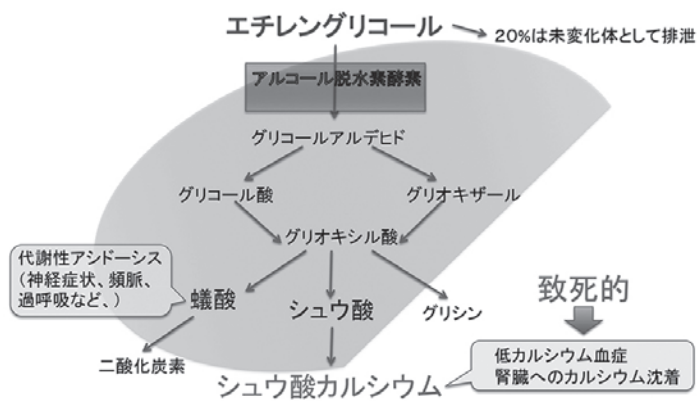 エチレングリコール
20%は未変化体として排泄
アルコール脱水素酵素
グリコールアルデヒド
グリコール酸
グリオキザール
グリオキシル酸
代謝性アシドーシス
(神経症状、頻脈、
過呼吸など、)
蟻酸
シュウ酸
グリシン
致死的
二酸化炭素
低カルシウム血症
腎臓へのカルシウム沈着
シュウ酸カルシウム